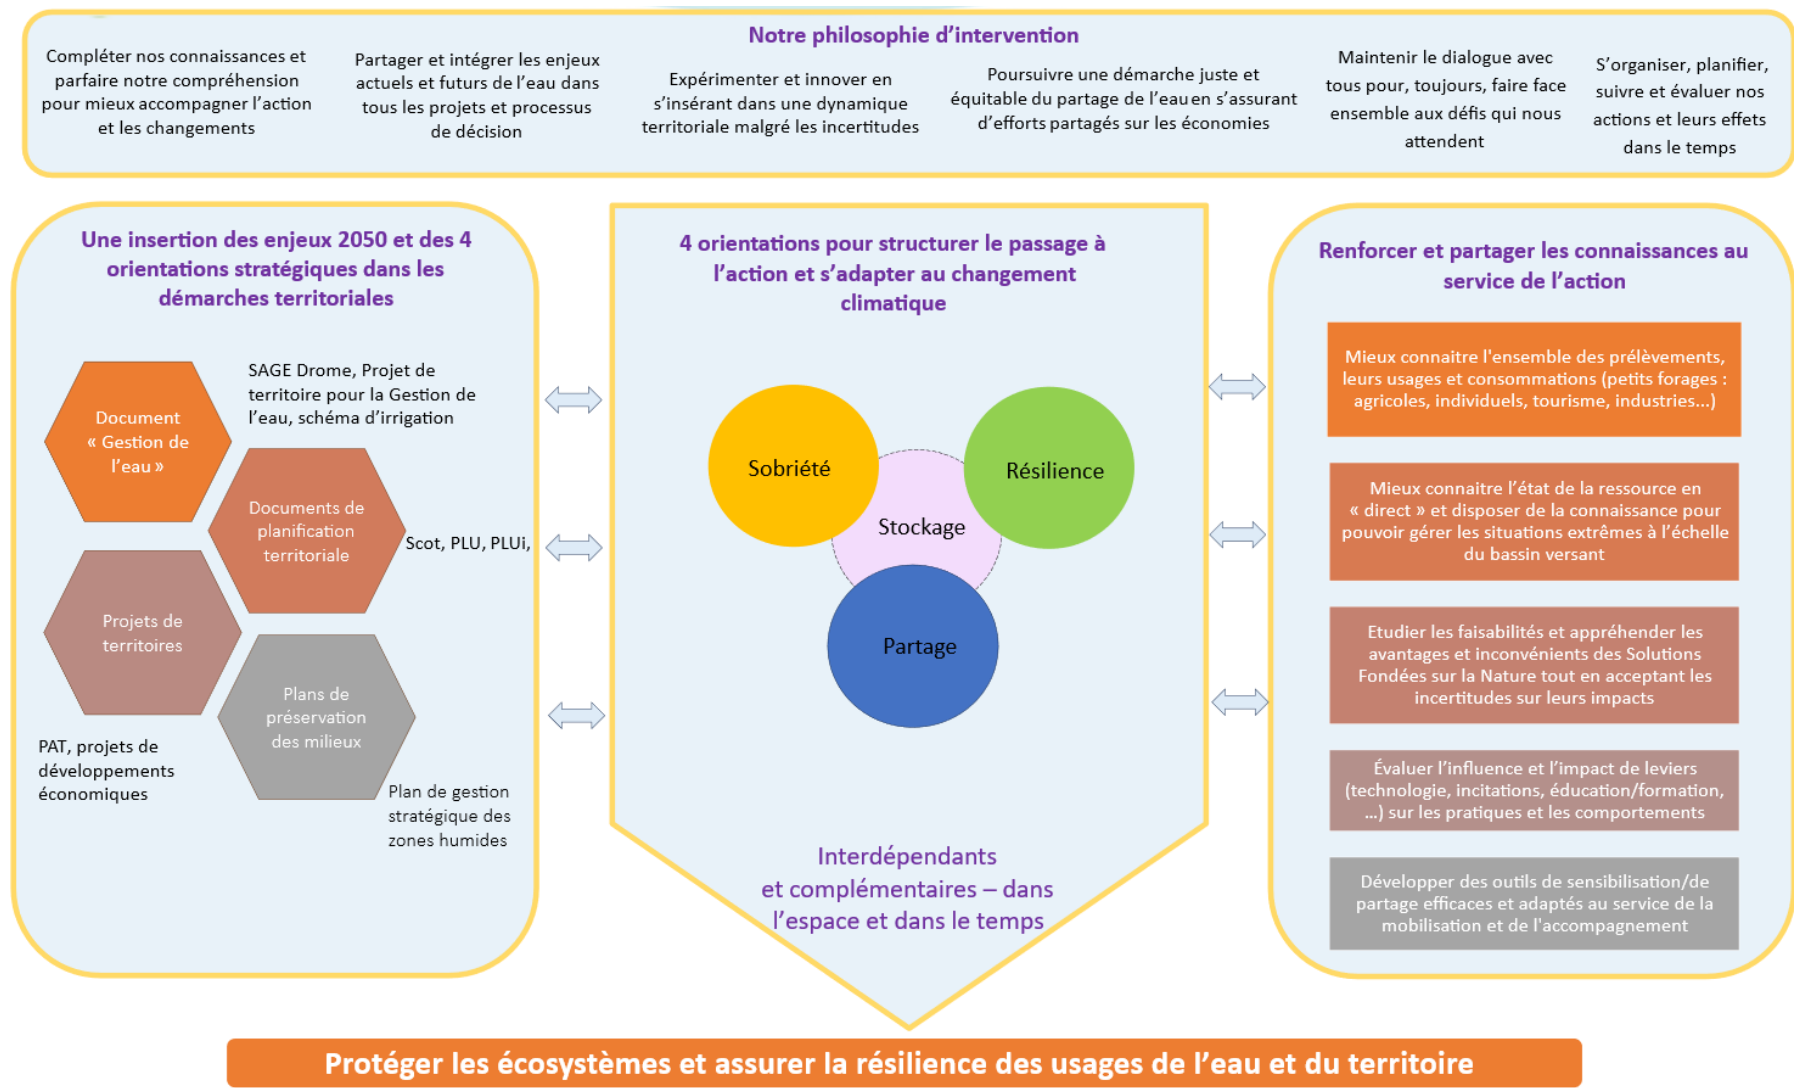 Notre philosophie d’intervention
Compléter nos connaissances et
parfaire notre compréhension
pour mieux accompagner l’action
et les changements
Partager et intégrer les enjeux
actuels et futurs de l’eau dans
tous les projets et processus
de décision
Expérimenter et innover en
s’insérant dans une dynamique
territoriale malgré les incertitudes
Poursuivre une démarche juste et
équitable du partage de l’eau en s’assurant
d’efforts partagés sur les économies
Maintenir le dialogue avec
tous pour, toujours, faire face
ensemble aux défis qui nous
attendent
S’organiser, planifier,
suivre et évaluer nos
actions et leurs effets
dans le temps
Une insertion des enjeux 2050 et des 4
orientations stratégiques dans les
démarches territoriales
Document
« Gestion de
l’eau »
SAGE Drome, Projet de
territoire pour la Gestion de
l’eau, schéma d’irrigation
Documents de
planification
territoriale
Scot, PLU, PLUi,
Projets de
territoires
PAT, projets de
développements
économiques
Plans de
préservation
des milieux
Plan de gestion
stratégique des
zones humides
4 orientations pour structurer le passage à
l’action et s’adapter au changement
climatique
Sobriété
Résilience
Stockage
Partage
Interdépendants
et complémentaires – dans
l’espace et dans le temps
Renforcer et partager les connaissances au
service de l’action
Mieux connaitre l'ensemble des prélèvements,
leurs usages et consommations (petits forages :
agricoles, individuels, tourisme, industries...)
Mieux connaitre l’état de la ressource en
« direct » et disposer de la connaissance pour
pouvoir gérer les situations extrêmes à l’échelle
du bassin versant
Etudier les faisabilités et appréhender les
avantages et inconvénients des Solutions
Fondées sur la Nature tout en acceptant les
incertitudes sur leurs impacts
Évaluer l’influence et l’impact de leviers
(technologie, incitations, éducation/formation,
…) sur les pratiques et les comportements
Développer des outils de sensibilisation/de
partage efficaces et adaptés au service de la
mobilisation et de l'accompagnement
Protéger les écosystèmes et assurer la résilience des usages de l’eau et du territoire